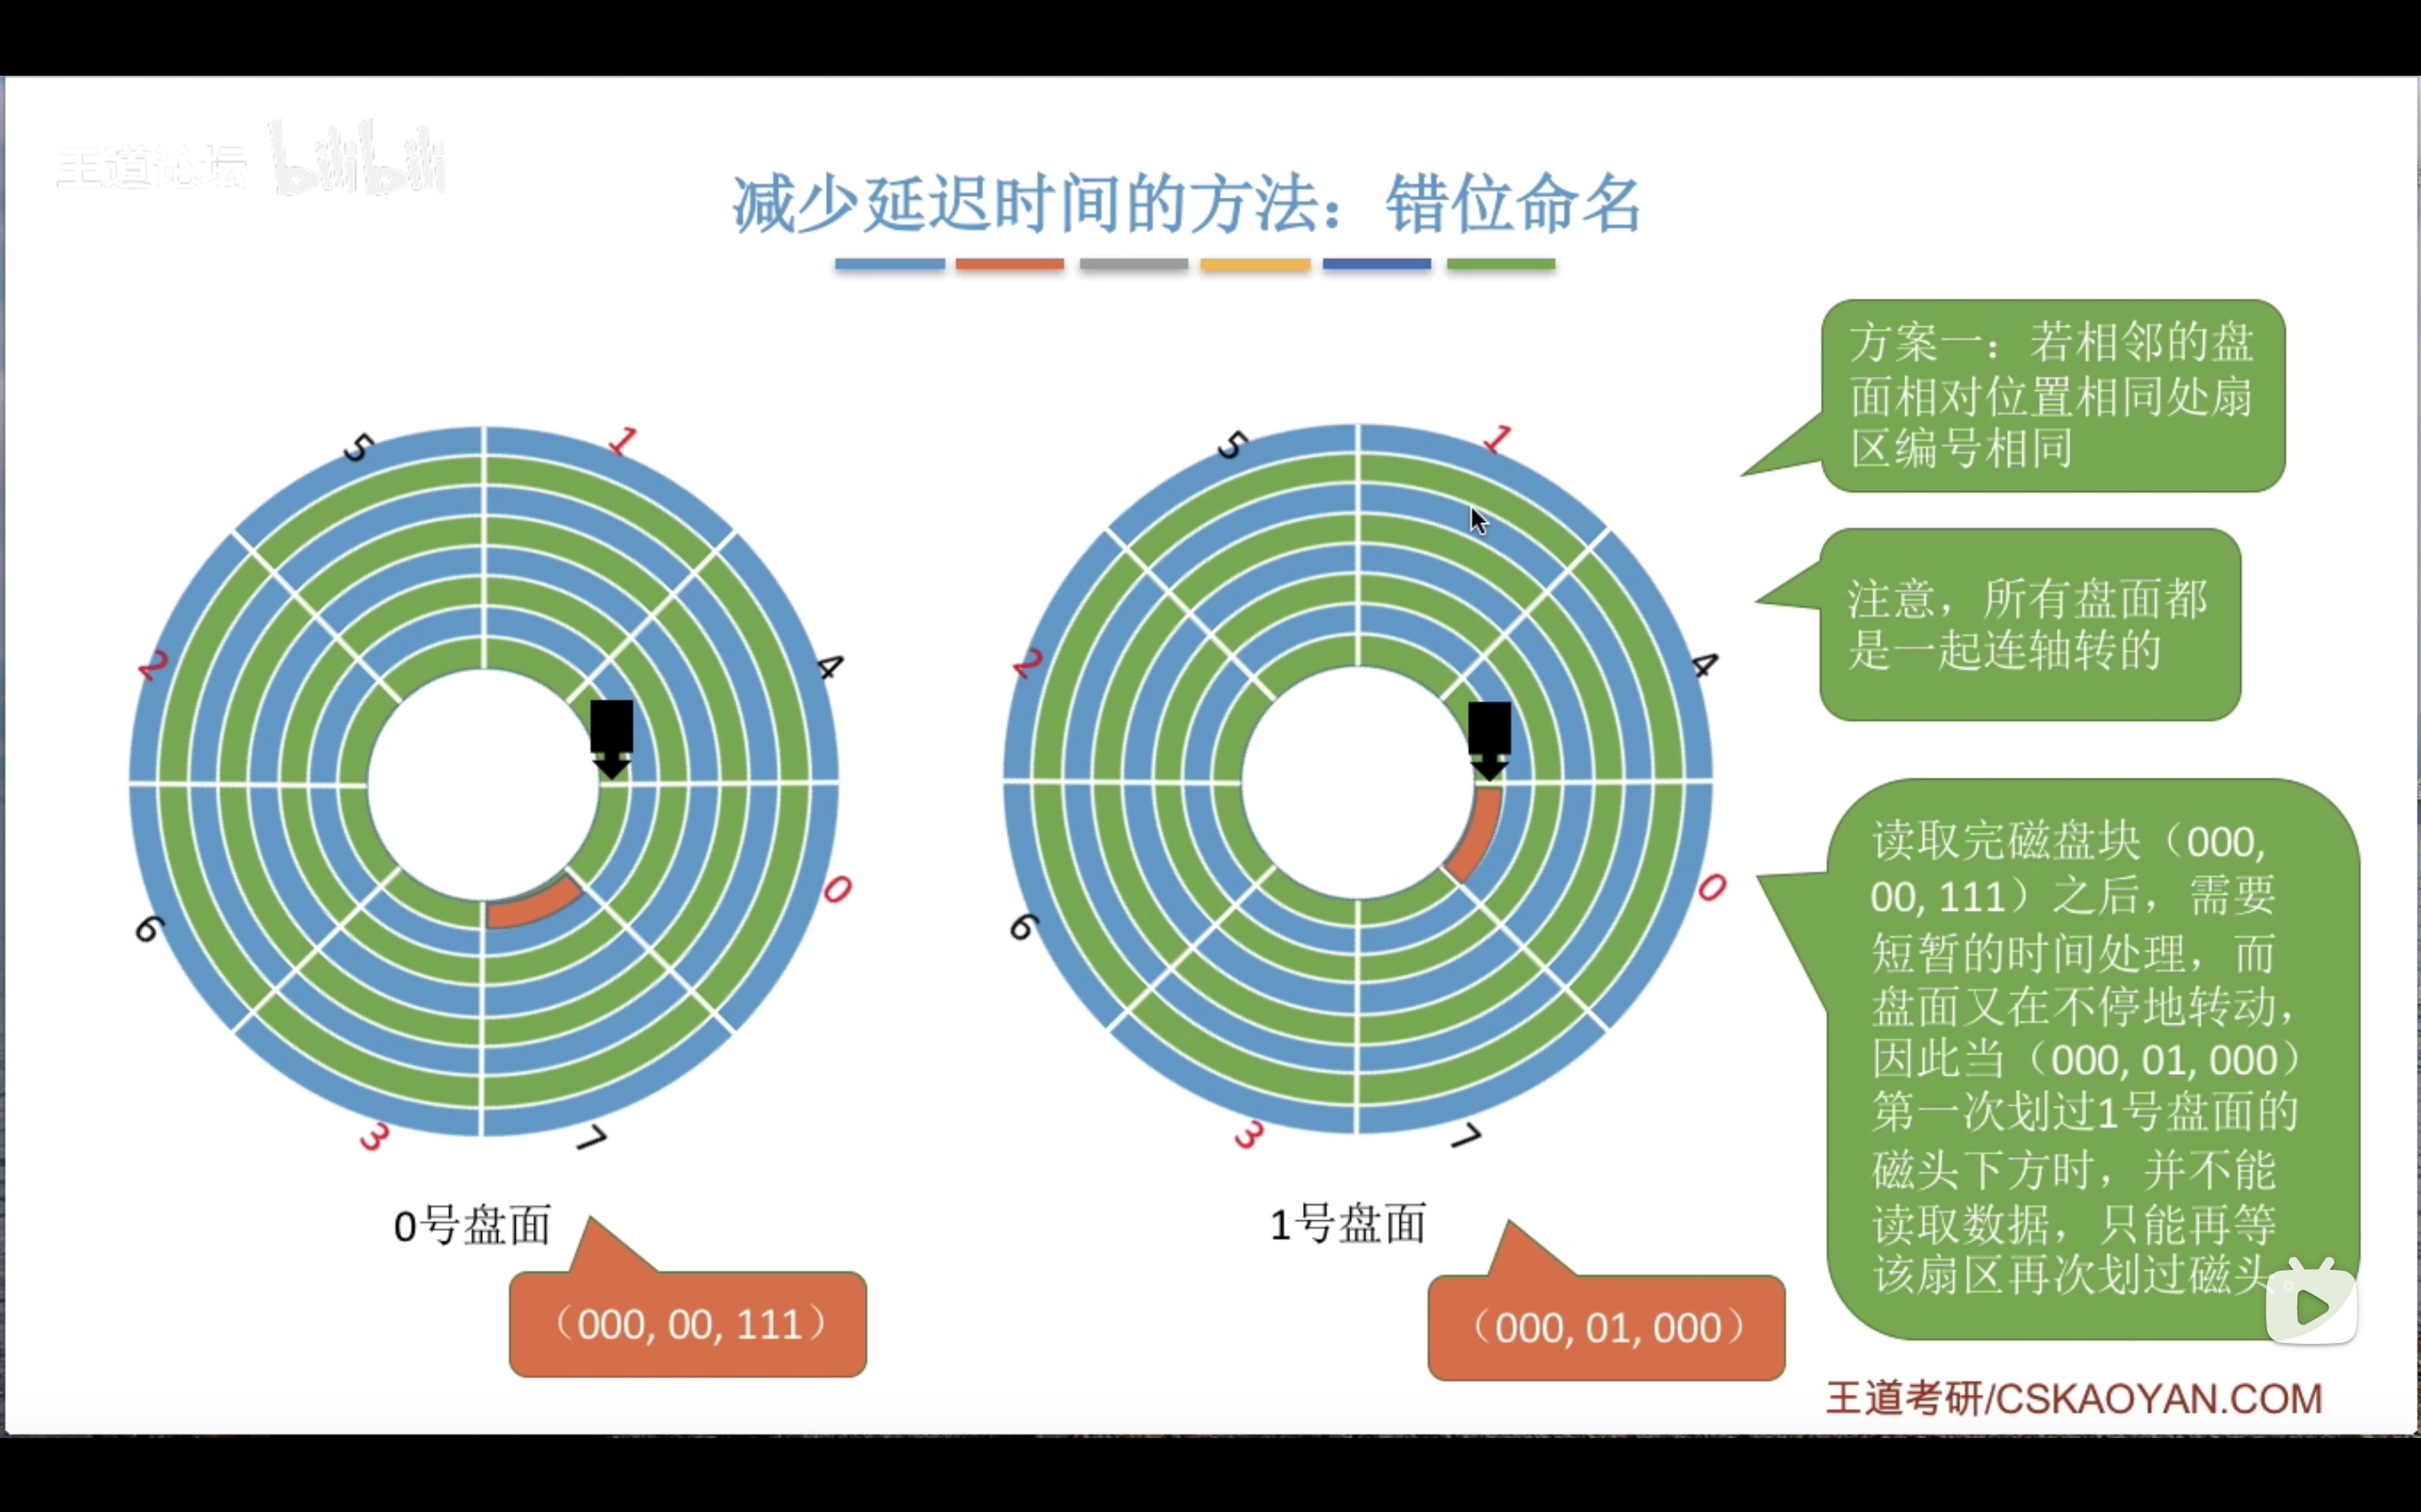 王道论坛 bilibili
减少延迟时间的方法：错位命名
方案一：若相邻的盘
面相对位置相同处扇
区编号相同
注意，所有盘面都
是一起连轴转的
5
1
2
4
6
0
3
7
5
1
2
4
6
0
3
7
0号盘面
1号盘面
（000, 00, 111）
（000, 01, 000）
读取完磁盘块（000,
00, 111）之后，需要
短暂的时间处理，而
盘面又在不停地转动，
因此当（000, 01, 000）
第一次划过1号盘面的
磁头下方时，并不能
读取数据，只能再等
该扇区再次划过磁头。
王道考研/CSKAOYAN.COM